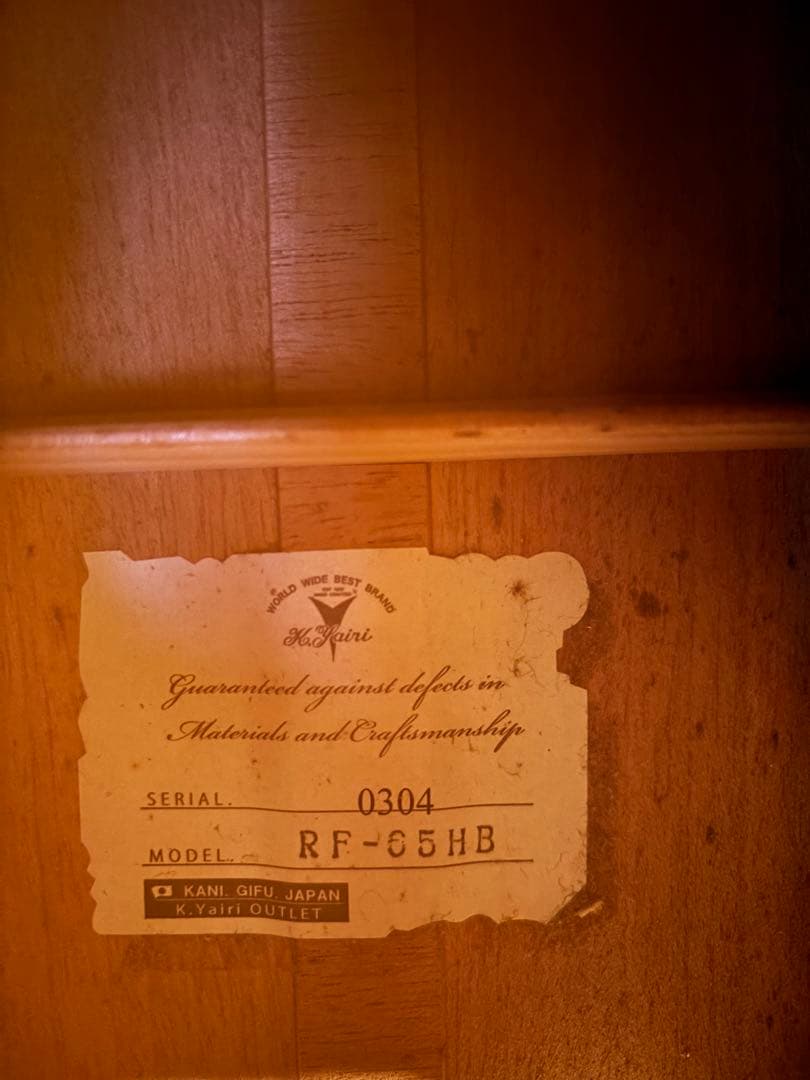 WORLD WIDE BEST BRAND
K.Yairi
Guaranteed against defects in
Materials and Craftsmanship
SERIAL. 0304
MODEL. RF-65HB
KANI. GIFU. JAPAN
K.Yairi OUTLET